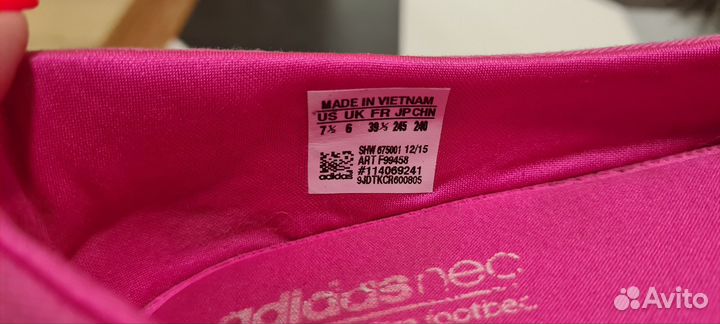 MADE IN VIETNAM
US UK FR JP CHN
7½ 6 39⅓ 245 240
SHW 675001 12/15
ART F99458
#114069241
9JDTKCR600805
adidas
adidas neo
Avito